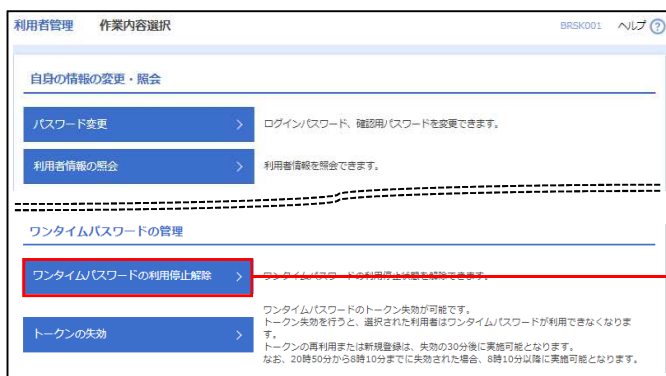 利用者管理 作業内容選択 BRSK001 ヘルプ ?
自身の情報の変更・照会
パスワード変更 ログインパスワード、確認用パスワードを変更できます。
利用者情報の照会 利用者情報を照会できます。
ワンタイムパスワードの管理
ワンタイムパスワードの利用停止解除 ワンタイムパスワードの利用停止状態を解除できます。
ワンタイムパスワードのトークン失効が可能です。
トークン失効を行うと、選択された利用者はワンタイムパスワードが利用できなくなりま
す。
トークンの失効
トークンの再利用または新規登録は、失効の30分後に実施可能となります。
なお、20時50分から8時10分までに失効された場合、8時10分以降に実施可能となります。